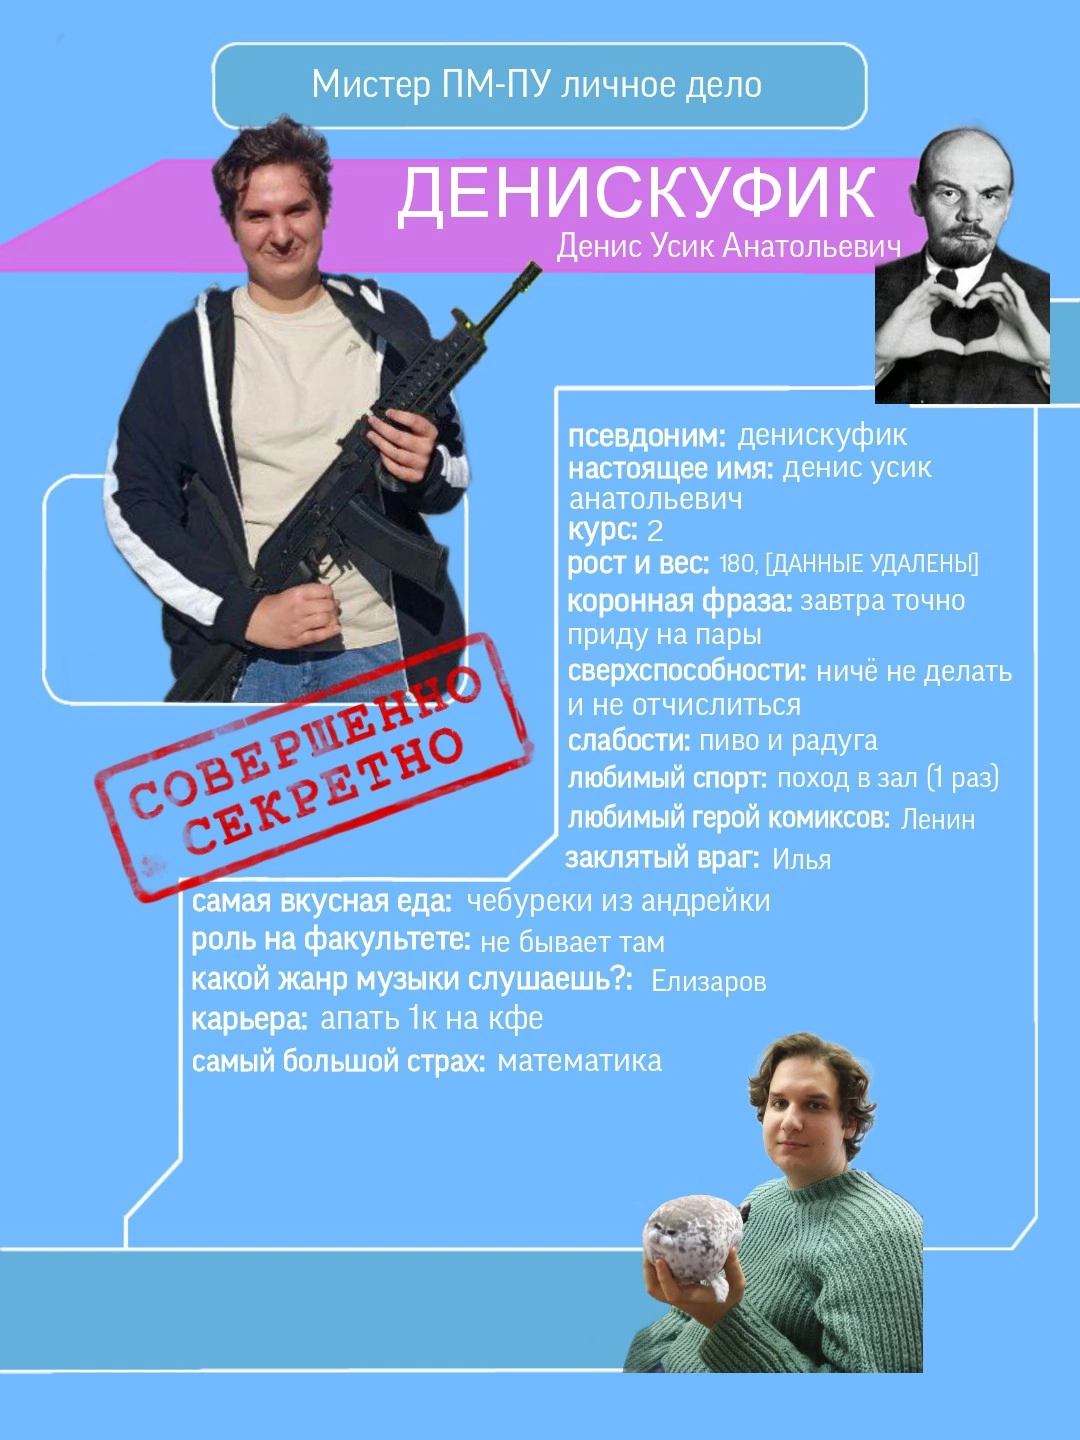 Мистер ПМ-ПУ личное дело
ДЕНИСКУФИК
Денис Усик Анатольевич
псевдоним: денискуфик
настоящее имя: денис усик
анатольевич
курс: 2
рост и вес: 180, [ДАННЫЕ УДАЛЕНЫ]
коронная фраза: завтра точно
приду на пары
сверхспособности: ничё не делать
и не отчислиться
слабости: пиво и радуга
любимый спорт: поход в зал (1 раз)
любимый герой комиксов: Ленин
заклятый враг: Илья
СОВЕРШЕННО
СЕКРЕТНО
самая вкусная еда: чебуреки из андрейки
роль на факультете: не бывает там
какой жанр музыки слушаешь?: Елизаров
карьера: апать 1к на кфе
самый большой страх: математика